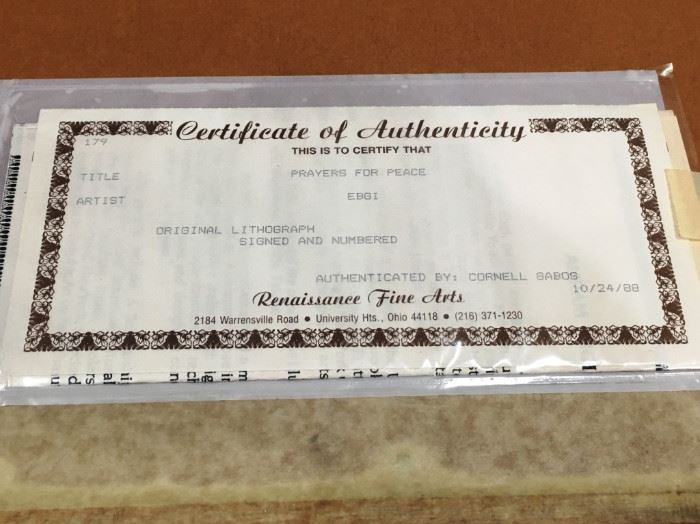 Certificate of Authenticity
THIS IS TO CERTIFY THAT
179
TITLE PRAYERS FOR PEACE
ARTIST EBGI
ORIGINAL LITHOGRAPH
SIGNED AND NUMBERED
AUTHENTICATED BY: CORNELL GABOS
10/24/88
Renaissance Fine Arts
2184 Warrensville Road • University Hts., Ohio 44118 • (216) 371-1230